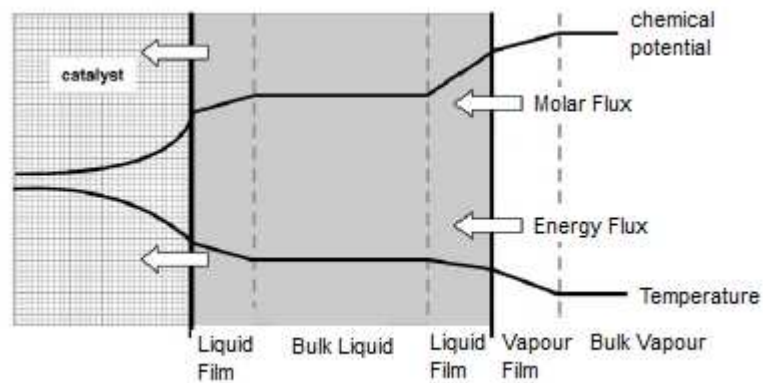 chemical
potential
catalyst
Molar Flux
Energy Flux
Temperature
Liquid
Film
Bulk Liquid
Liquid
Film
Vapour
Film
Bulk Vapour